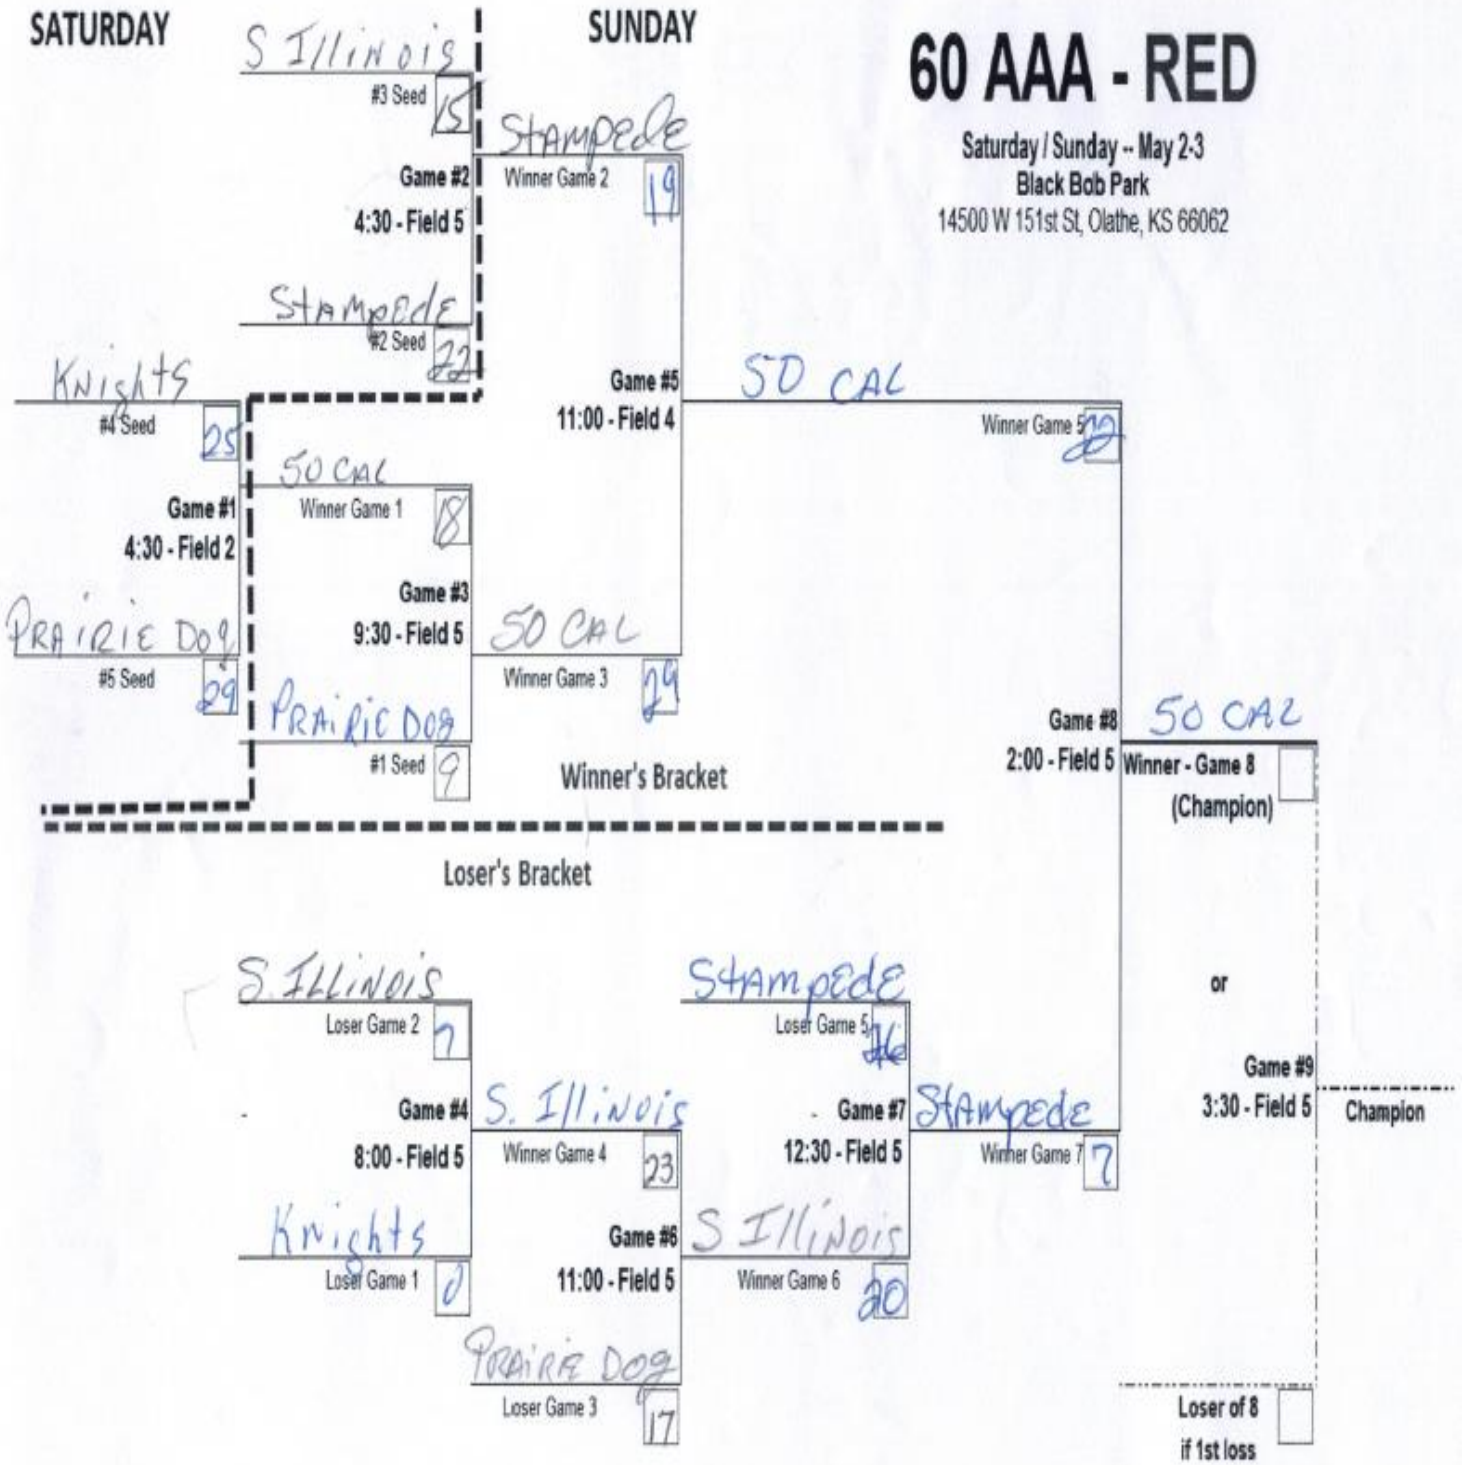 SATURDAY
SUNDAY
60 AAA - RED
Saturday / Sunday -- May 2-3
Black Bob Park
14500 W 151st St, Olathe, KS 66062
S Illinois
#3 Seed
15
Game #2
4:30 - Field 5
Stampede
#2 Seed
22
Stampede
Winner Game 2
19
Knights
#4 Seed
25
Game #1
4:30 - Field 2
Prairie Dog
#5 Seed
29
50 CAL
Winner Game 1
18
Game #3
9:30 - Field 5
Prairie Dog
#1 Seed
9
Game #5
11:00 - Field 4
50 CAL
Winner Game 3
29
50 CAL
Winner Game 5
22
Game #8
2:00 - Field 5
50 CAL
Winner - Game 8
(Champion)
Winner's Bracket
Loser's Bracket
S. Illinois
Loser Game 2
7
Game #4
8:00 - Field 5
Knights
Loser Game 1
0
S. Illinois
Winner Game 4
23
Game #6
11:00 - Field 5
Prairie Dog
Loser Game 3
17
Stampede
Loser Game 5
26
Game #7
12:30 - Field 5
S Illinois
Winner Game 6
20
Stampede
Winner Game 7
7
or
Game #9
3:30 - Field 5
Champion
Loser of 8
if 1st loss